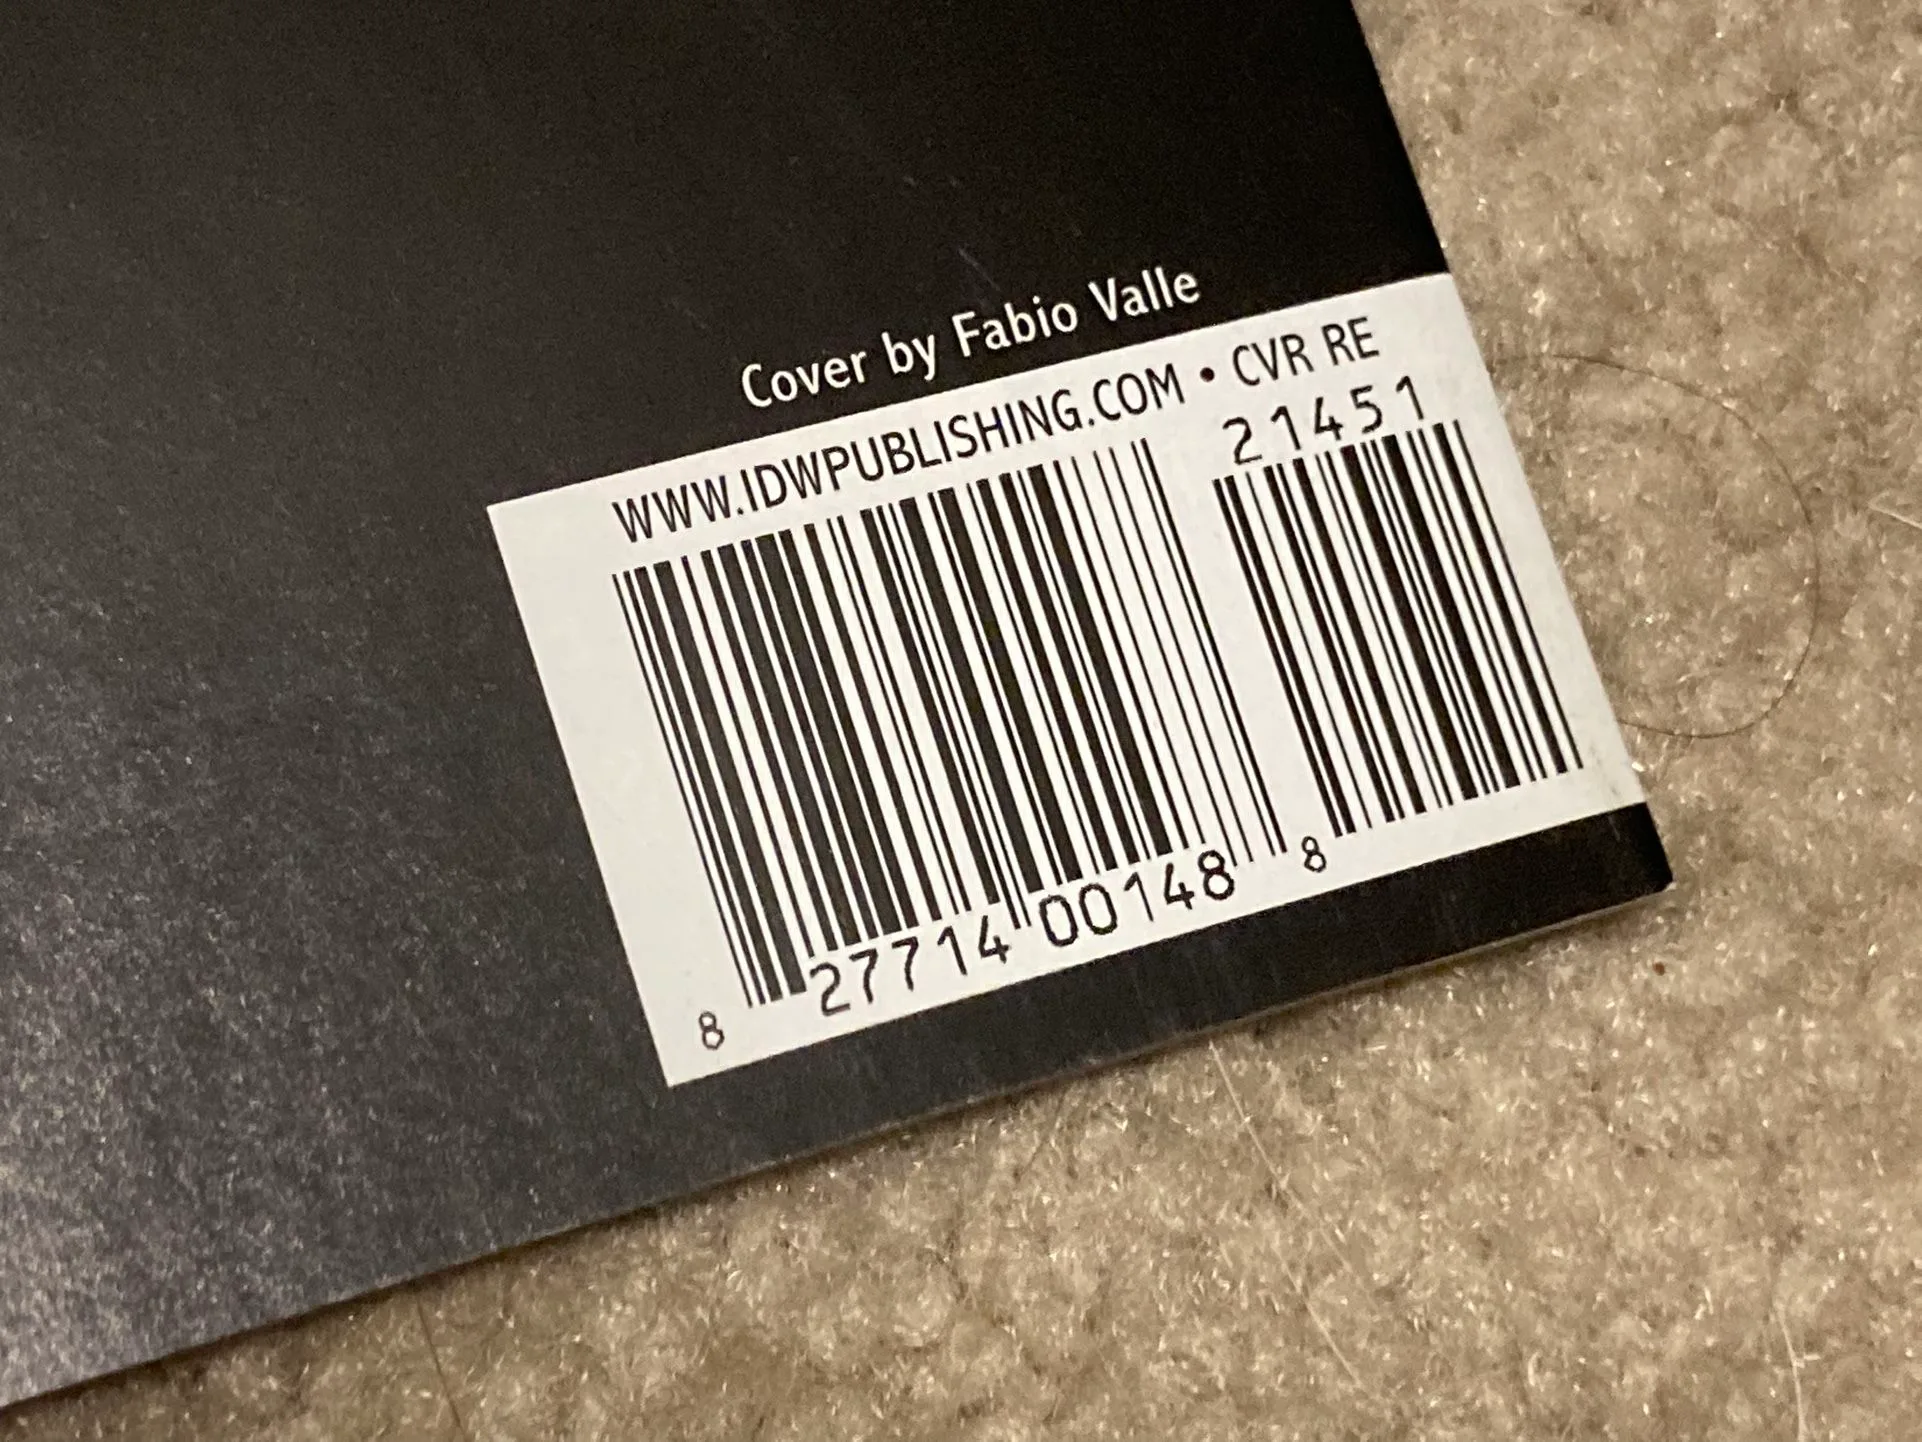 Cover by Fabio Valle
WWW.IDWPUBLISHING.COM • CVR RE
21451
8 27714 00148 8